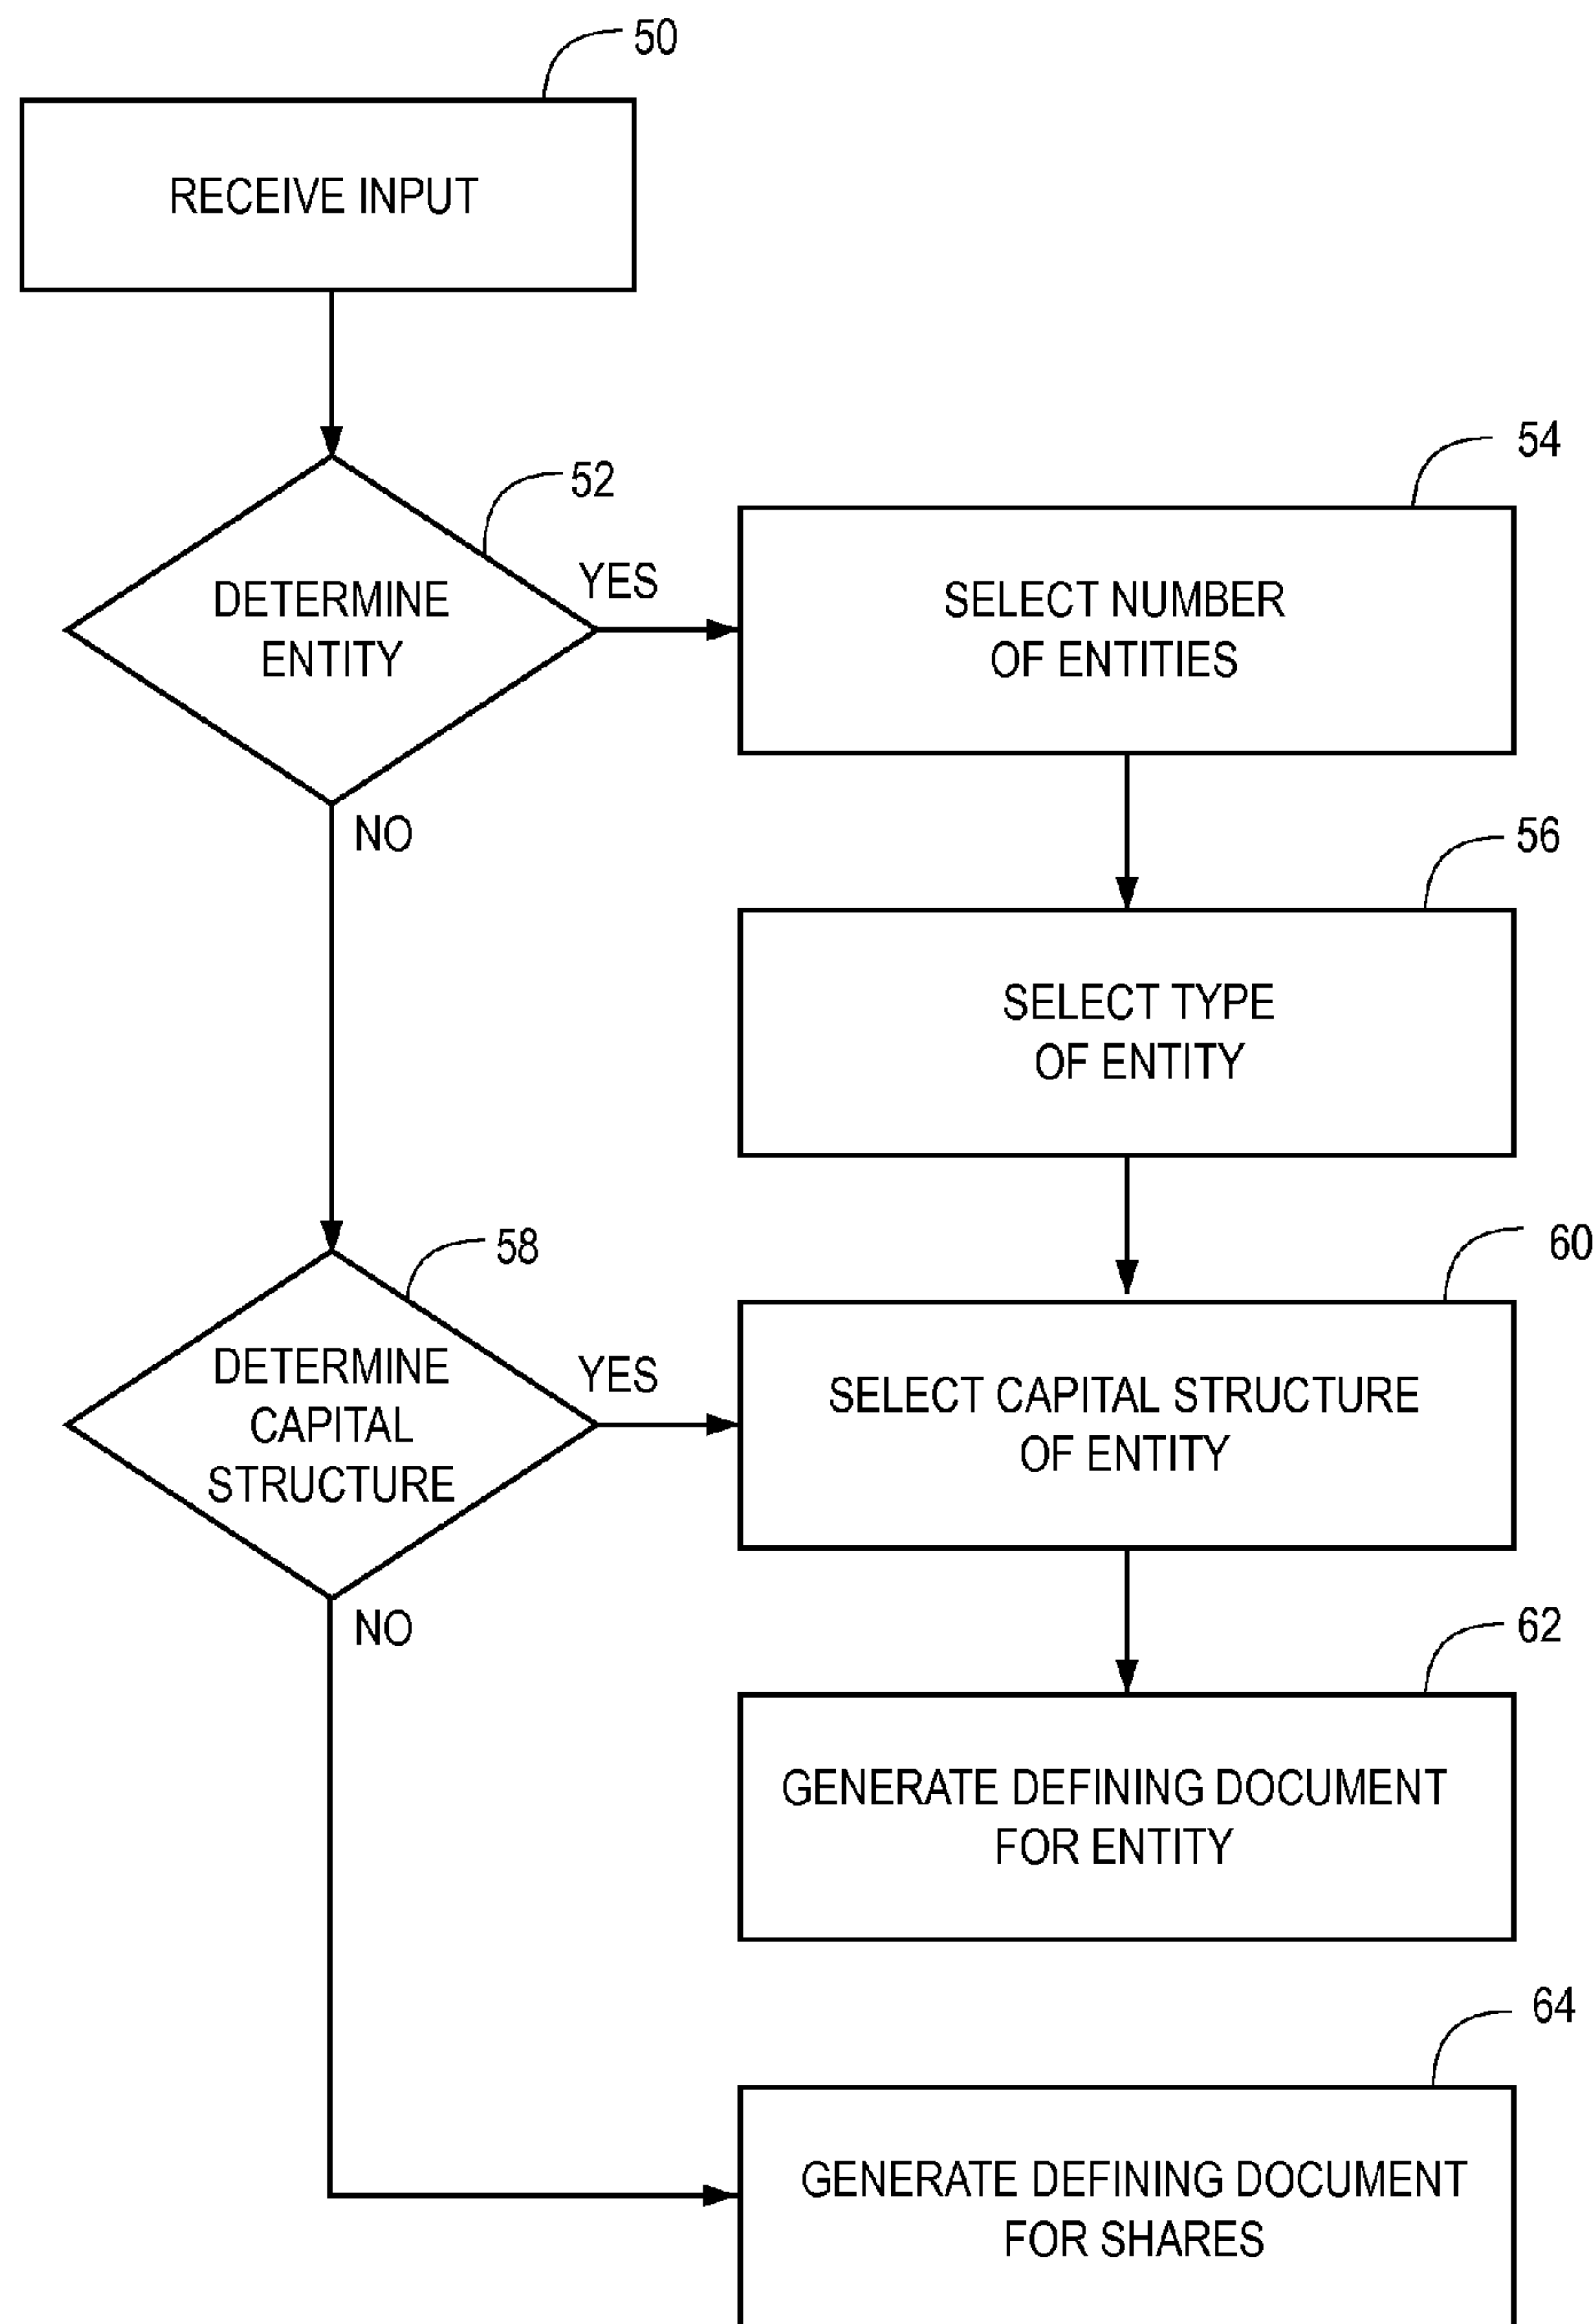 50
RECEIVE INPUT
52
DETERMINE
ENTITY
YES
NO
54
SELECT NUMBER
OF ENTITIES
56
SELECT TYPE
OF ENTITY
58
DETERMINE
CAPITAL
STRUCTURE
YES
NO
60
SELECT CAPITAL STRUCTURE
OF ENTITY
62
GENERATE DEFINING DOCUMENT
FOR ENTITY
64
GENERATE DEFINING DOCUMENT
FOR SHARES